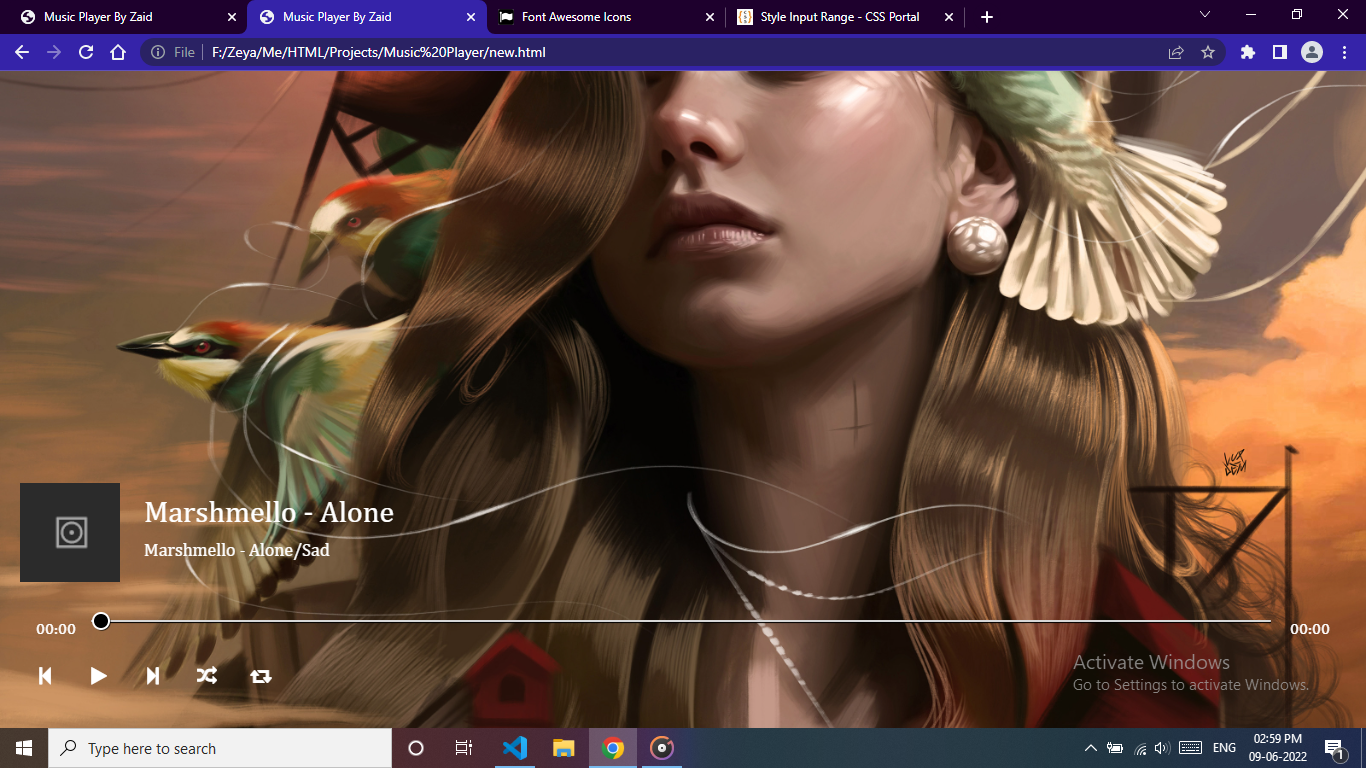 Music Player By Zaid
Music Player By Zaid
Font Awesome Icons
Style Input Range - CSS Portal
File
F:/Zeya/Me/HTML/Projects/Music%20Player/new.html
Marshmello - Alone
Marshmello - Alone/Sad
00:00
00:00
Activate Windows
Go to Settings to activate Windows.
Type here to search
ENG
02:59 PM
09-06-2022
1